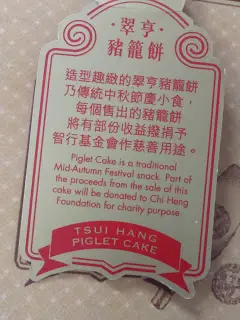 ·翠亨·
豬籠餅
造型趣緻的翠亨豬籠餅
乃傳統中秋節慶小食，
每個售出的豬籠餅
將有部份收益撥捐予
智行基金會作慈善用途。
Piglet Cake is a traditional
Mid-Autumn Festival snack. Part of
the proceeds from the sale of this
cake will be donated to Chi Heng
Foundation for charity purpose
TSUI HANG
PIGLET CAKE